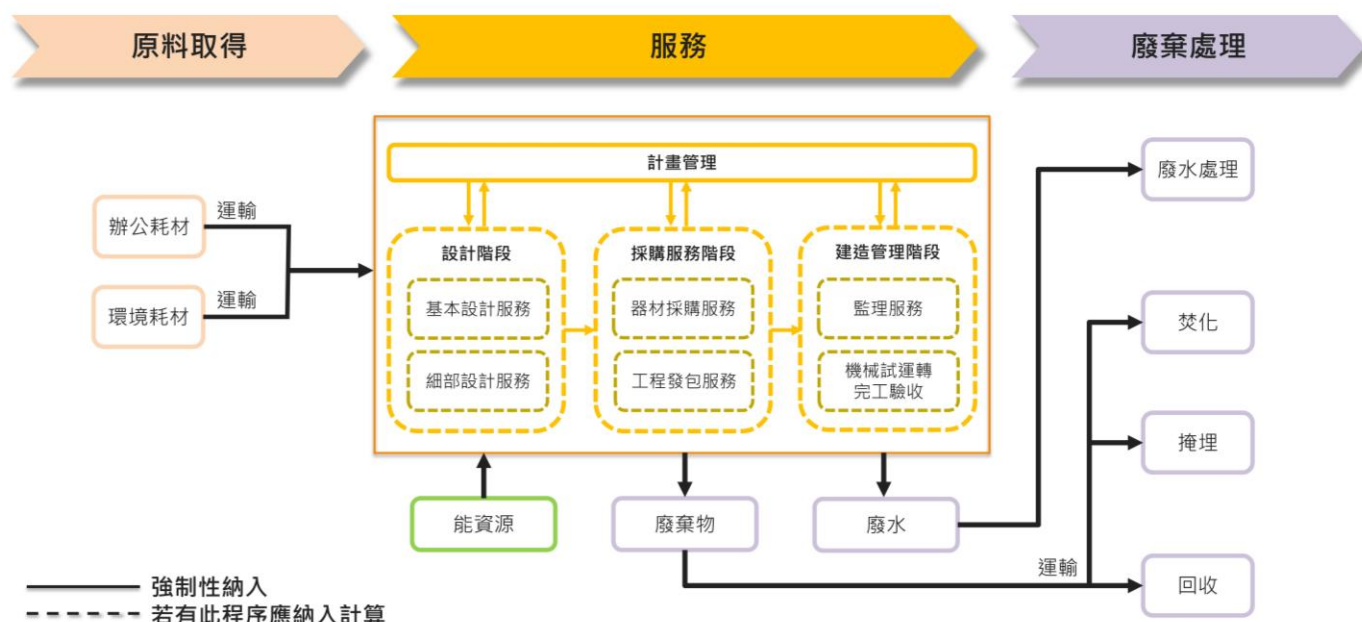 原料取得
服務
廢棄處理
計畫管理
廢水處理
辦公耗材
運輸
環境耗材
運輸
設計階段
基本設計服務
細部設計服務
採購服務階段
器材採購服務
工程發包服務
建造管理階段
監理服務
機械試運轉
完工驗收
焚化
掩埋
能資源
廢棄物
廢水
運輸
回收
強制性納入
若有此程序應納入計算